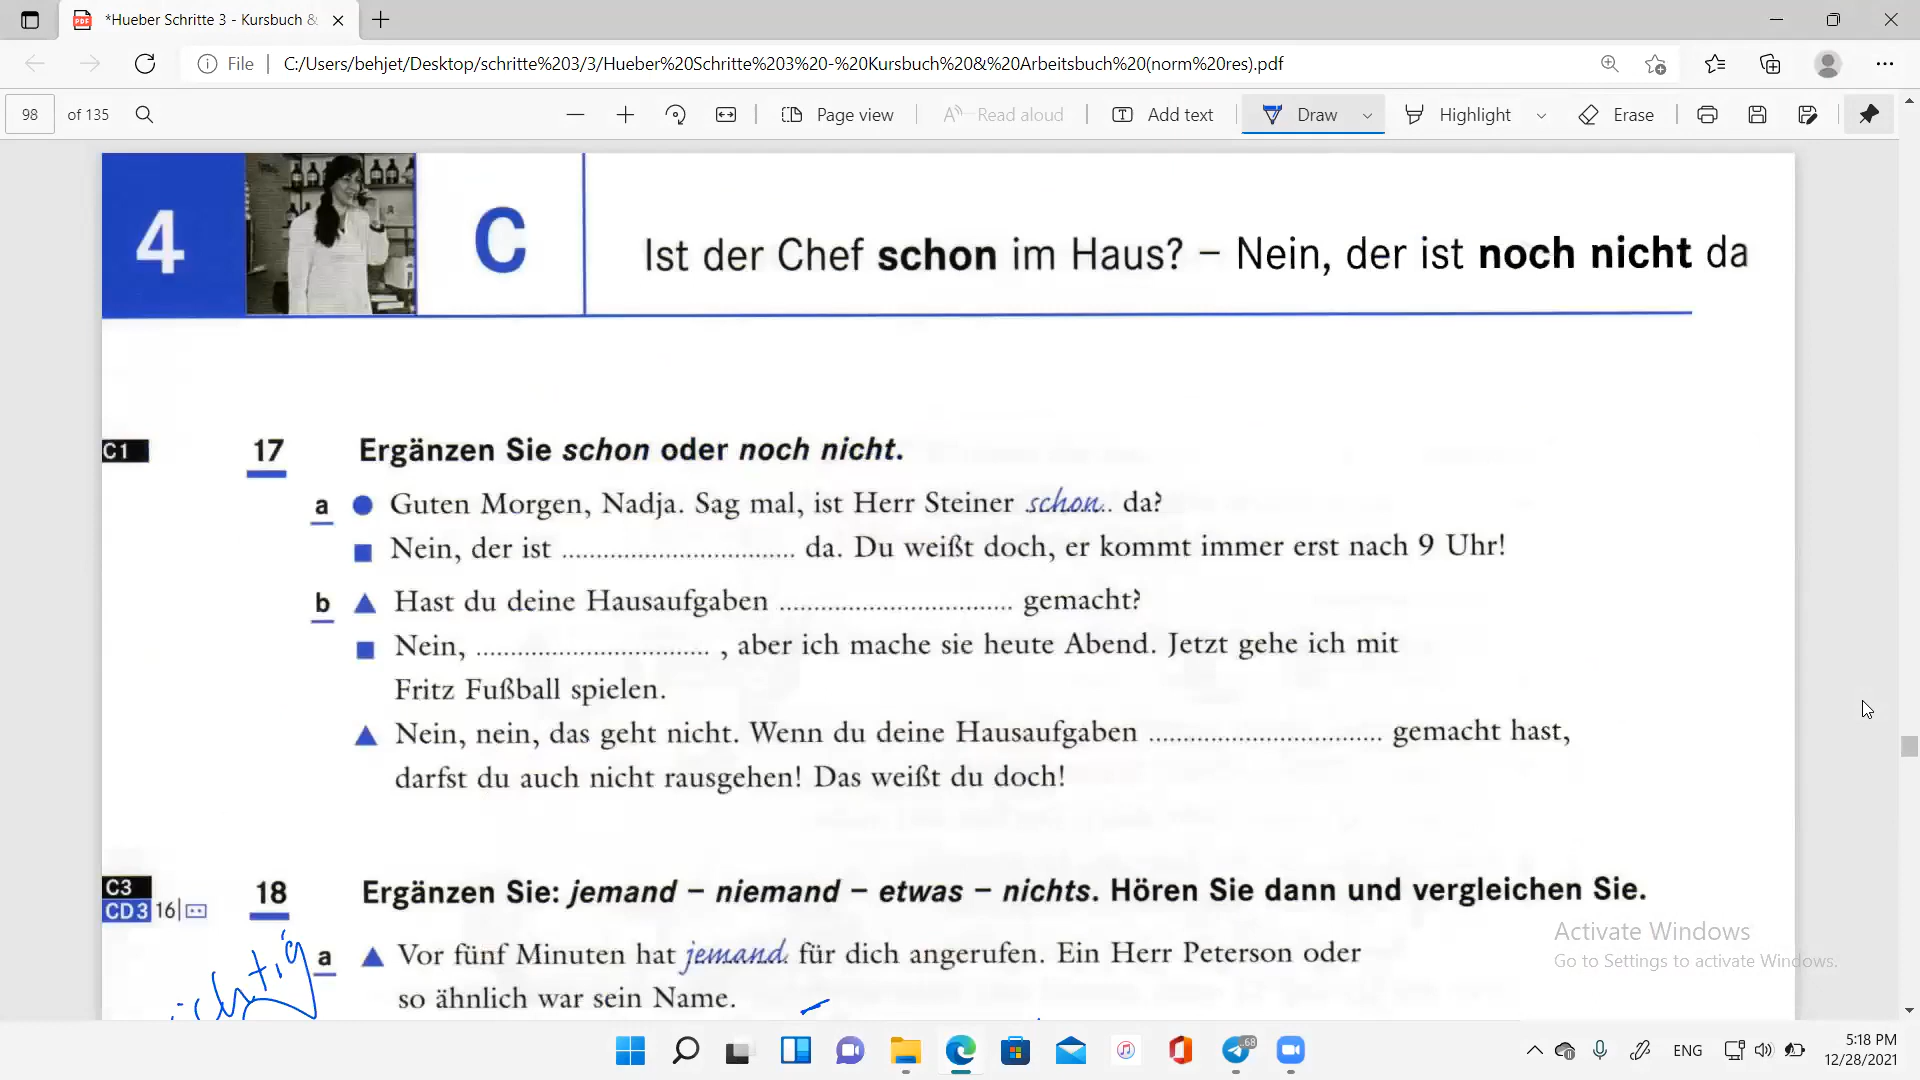 *Hueber Schritte 3 - Kursbuch &
File
C:/Users/behjet/Desktop/schritte%203/3/Hueber%20Schritte%203%20-%20Kursbuch%20&%20Arbeitsbuch%20(norm%20res).pdf
98 of 135
Page view
Read aloud
Add text
Draw
Highlight
Erase
4
C
Ist der Chef schon im Haus? – Nein, der ist noch nicht da
C1
17 Ergänzen Sie schon oder noch nicht.
a Guten Morgen, Nadja. Sag mal, ist Herr Steiner schon da?
Nein, der ist .................................. da. Du weißt doch, er kommt immer erst nach 9 Uhr!
b Hast du deine Hausaufgaben .................................. gemacht?
Nein, .................................. , aber ich mache sie heute Abend. Jetzt gehe ich mit
Fritz Fußball spielen.
Nein, nein, das geht nicht. Wenn du deine Hausaufgaben .................................. gemacht hast,
darfst du auch nicht rausgehen! Das weißt du doch!
C3
CD 3 16
18 Ergänzen Sie: jemand – niemand – etwas – nichts. Hören Sie dann und vergleichen Sie.
a Vor fünf Minuten hat jemand für dich angerufen. Ein Herr Peterson oder
so ähnlich war sein Name.
Activate Windows
Go to Settings to activate Windows.
68
ENG
5:18 PM
12/28/2021